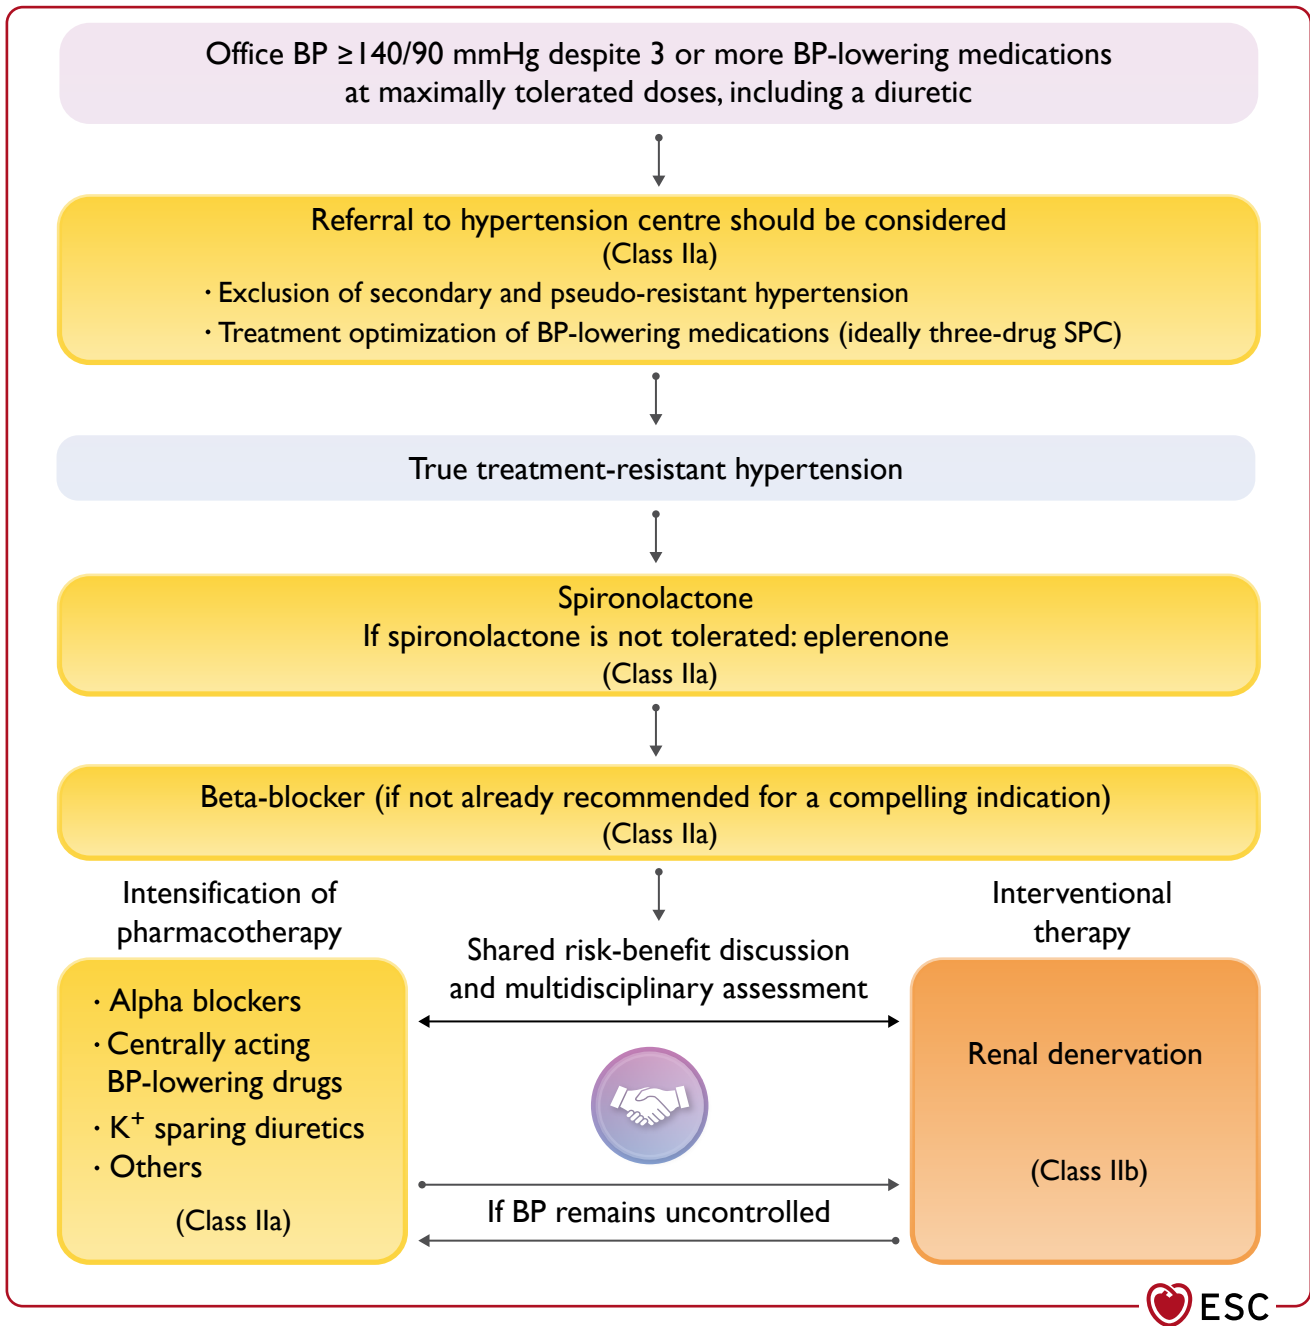 Office BP ≥140/90 mmHg despite 3 or more BP-lowering medications
at maximally tolerated doses, including a diuretic
Referral to hypertension centre should be considered
(Class IIa)
· Exclusion of secondary and pseudo-resistant hypertension
· Treatment optimization of BP-lowering medications (ideally three-drug SPC)
True treatment-resistant hypertension
Spironolactone
If spironolactone is not tolerated: eplerenone
(Class IIa)
Beta-blocker (if not already recommended for a compelling indication)
(Class IIa)
Intensification of
pharmacotherapy
· Alpha blockers
· Centrally acting
BP-lowering drugs
· K⁺ sparing diuretics
· Others
(Class IIa)
Shared risk-benefit discussion
and multidisciplinary assessment
If BP remains uncontrolled
Interventional
therapy
Renal denervation
(Class IIb)
ESC